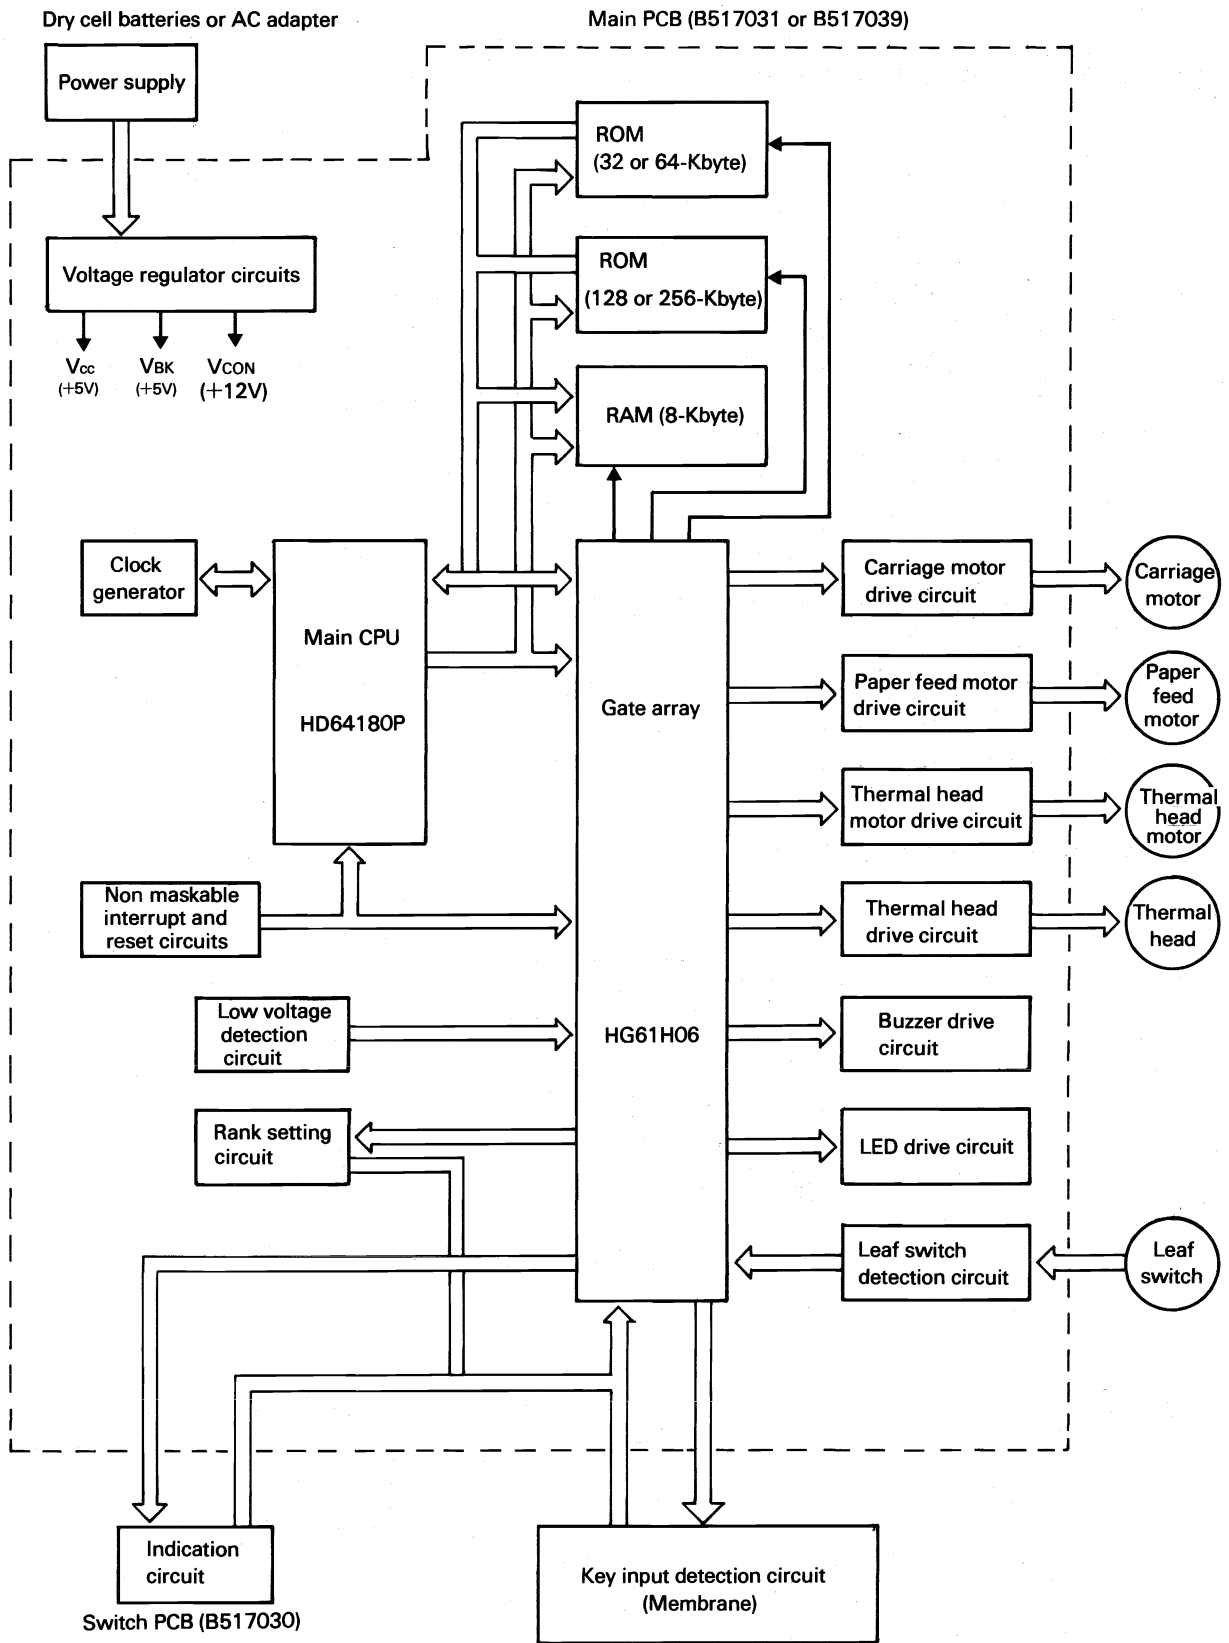 Dry cell batteries or AC adapter
Main PCB (B517031 or B517039)
Power supply
ROM
(32 or 64-Kbyte)
Voltage regulator circuits
ROM
(128 or 256-Kbyte)
Vcc
(+5V)
VBK
(+5V)
VCON
(+12V)
RAM (8-Kbyte)
Clock
generator
Main CPU
HD64180P
Gate array
HG61H06
Carriage motor
drive circuit
Carriage
motor
Paper feed motor
drive circuit
Paper
feed
motor
Thermal head
motor drive circuit
Thermal
head
motor
Non maskable
interrupt and
reset circuits
Thermal head
drive circuit
Thermal
head
Low voltage
detection
circuit
Buzzer drive
circuit
Rank setting
circuit
LED drive circuit
Leaf switch
detection circuit
Leaf
switch
Indication
circuit
Switch PCB (B517030)
Key input detection circuit
(Membrane)